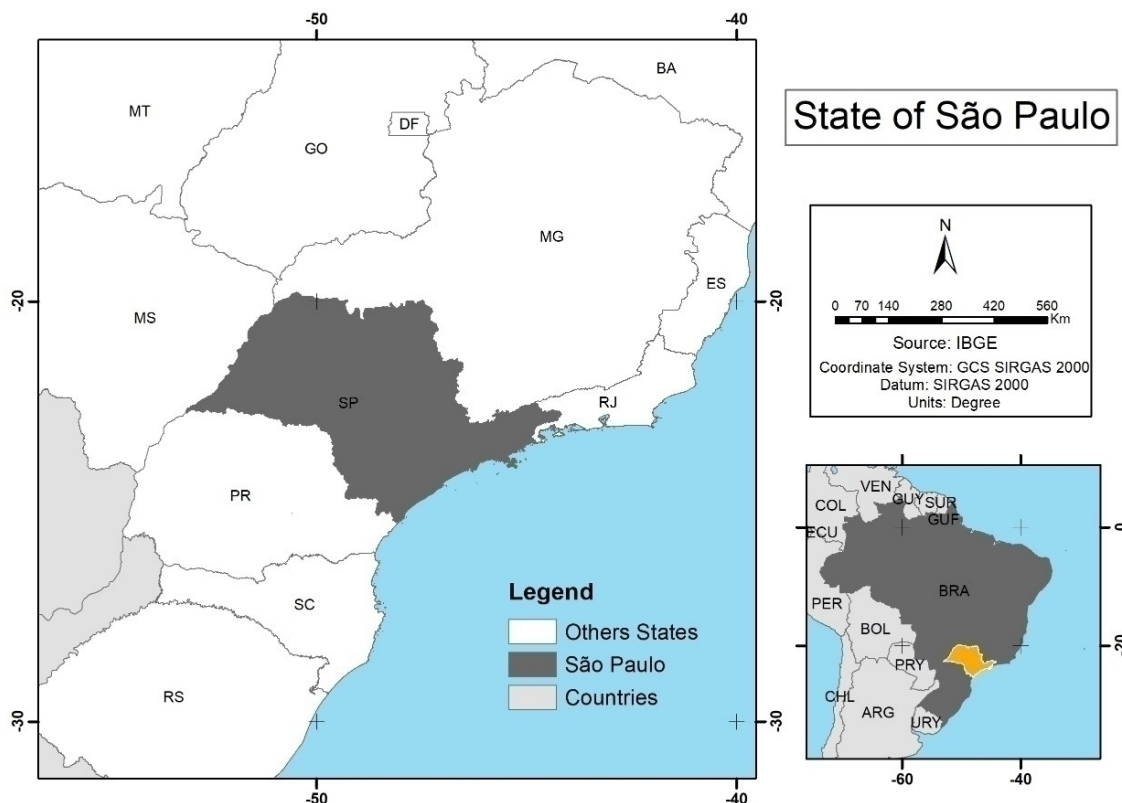 -50
-40
BA
MT
DF
GO
MG
ES
-20
-20
MS
SP
RJ
PR
SC
RS
-30
-30
-50
-40
Legend
Others States
São Paulo
Countries
State of São Paulo
N
0 70 140 280 420 560
Km
Source: IBGE
Coordinate System: GCS SIRGAS 2000
Datum: SIRGAS 2000
Units: Degree
VEN
GUY
SUR
COL
GUF
ECU
0
BRA
PER
BOL
-20
PRY
CHL
ARG
URY
-60
-40